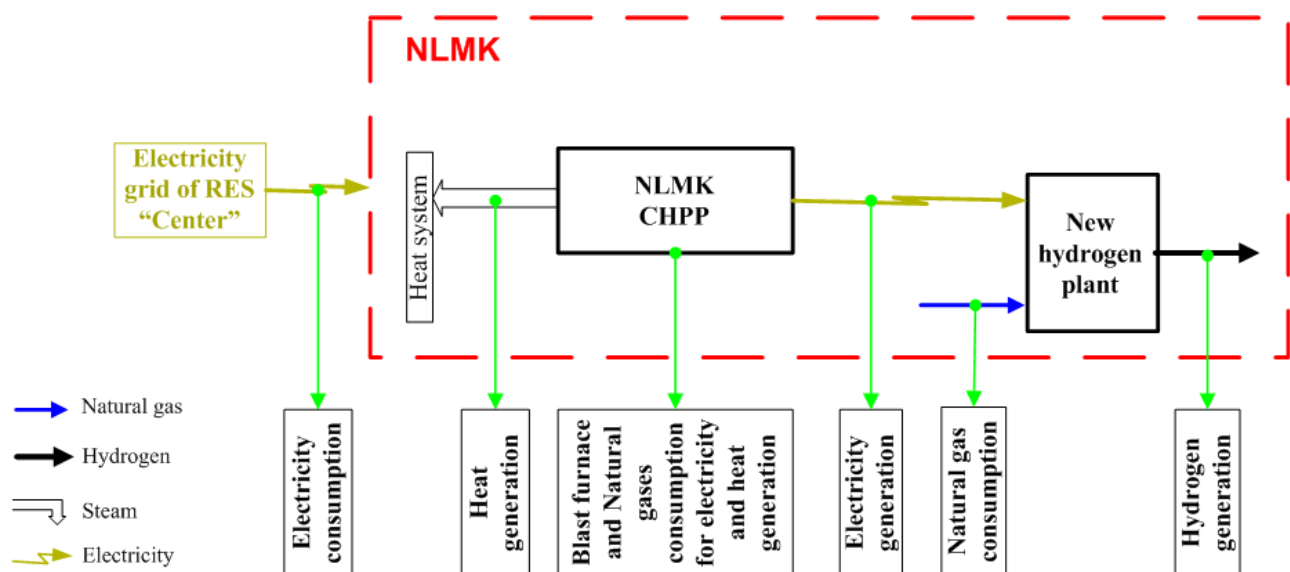 NLMK
Electricity
grid of RES
“Center”
Heat system
NLMK
CHPP
New
hydrogen
plant
Natural gas
Hydrogen
Steam
Electricity
Electricity
consumption
Heat
generation
Blast furnace
and Natural
gases
consumption
for electricity
and heat
generation
Electricity
generation
Natural gas
consumption
Hydrogen
generation